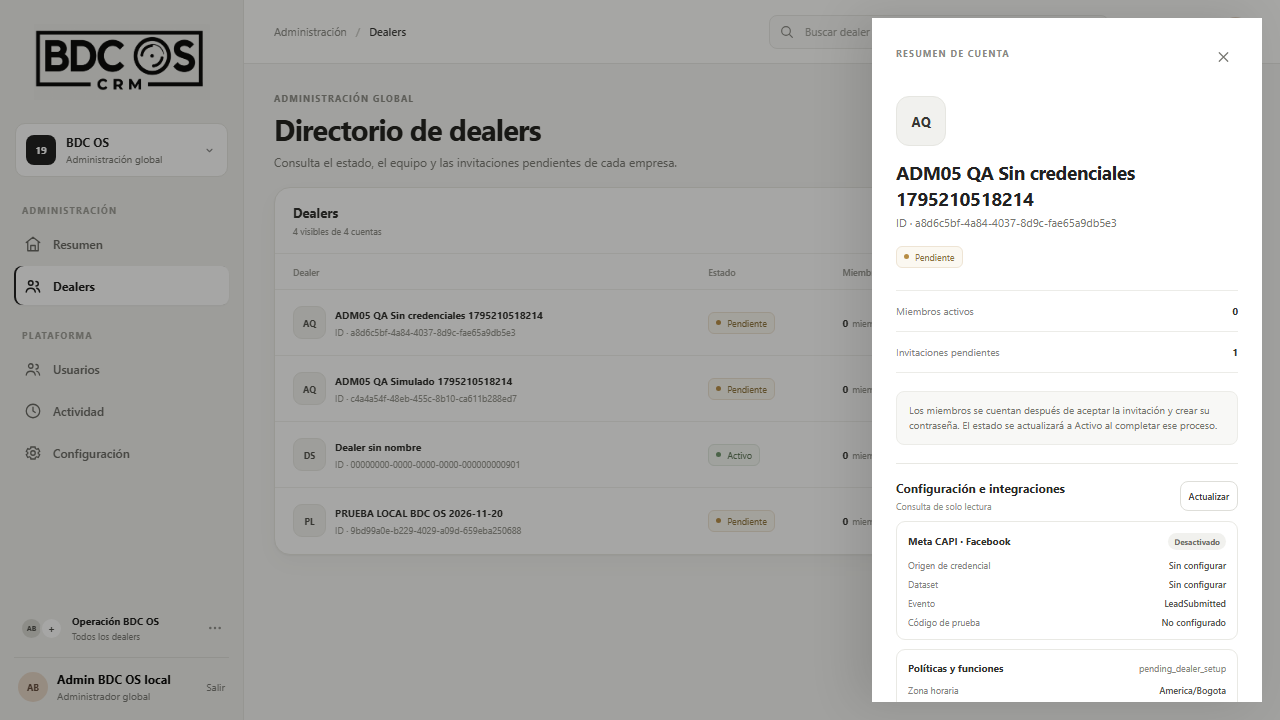 BDC OS
CRM
19
BDC OS
Administración global
ADMINISTRACIÓN
Resumen
Dealers
PLATAFORMA
Usuarios
Actividad
Configuración
AB
+
Operación BDC OS
Todos los dealers
AB
Admin BDC OS local
Administrador global
Salir
Administración / Dealers
Buscar dealer
ADMINISTRACIÓN GLOBAL
Directorio de dealers
Consulta el estado, el equipo y las invitaciones pendientes de cada empresa.
Dealers
4 visibles de 4 cuentas
Dealer Estado
AQ
ADM05 QA Sin credenciales 1795210518214
ID · a8d6c5bf-4a84-4037-8d9c-fae65a9db5e3
Pendiente
0
AQ
ADM05 QA Simulado 1795210518214
ID · c4a4a54f-48eb-455c-8b10-ca611b288ed7
Pendiente
0
DS
Dealer sin nombre
ID · 00000000-0000-0000-0000-000000000901
Activo
0
PL
PRUEBA LOCAL BDC OS 2026-11-20
ID · 9bd99a0e-b229-4029-a09d-659eba250688
Pendiente
0
RESUMEN DE CUENTA
AQ
ADM05 QA Sin credenciales
1795210518214
ID · a8d6c5bf-4a84-4037-8d9c-fae65a9db5e3
Pendiente
Miembros activos 0
Invitaciones pendientes 1
Los miembros se cuentan después de aceptar la invitación y crear su
contraseña. El estado se actualizará a Activo al completar ese proceso.
Configuración e integraciones
Consulta de solo lectura
Actualizar
Meta CAPI · Facebook Desactivado
Origen de credencial Sin configurar
Dataset Sin configurar
Evento LeadSubmitted
Código de prueba No configurado
Políticas y funciones pending_dealer_setup
Zona horaria America/Bogota